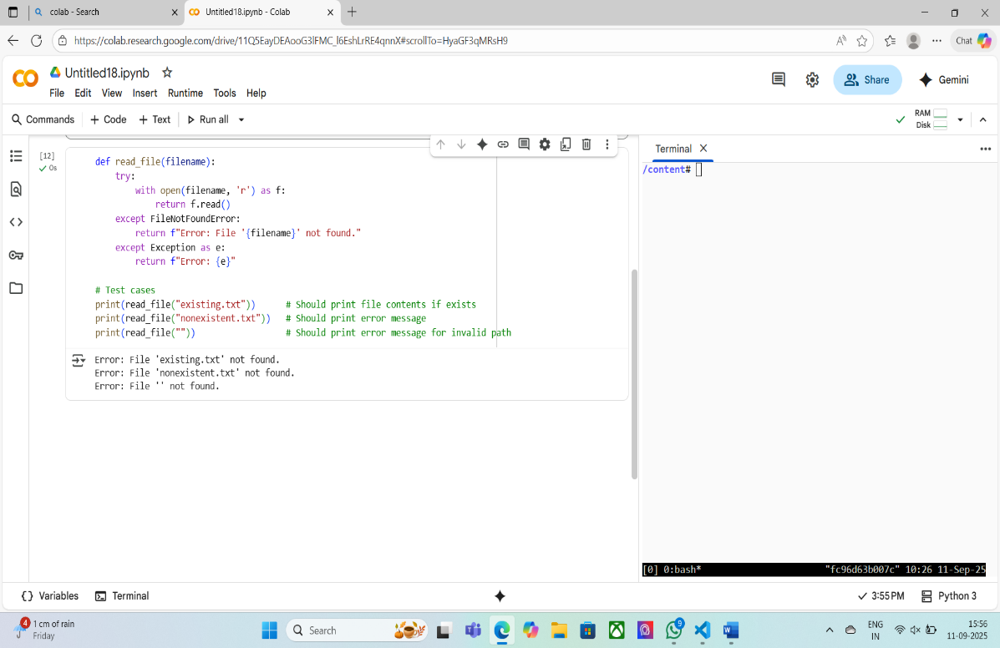 colab - Search
Untitled18.ipynb - Colab
https://colab.research.google.com/drive/11Q5EayDEAooG3lFMC_l6EshLrRE4qnnX#scrollTo=HyaGF3qMRsH9
Chat
Untitled18.ipynb
File Edit View Insert Runtime Tools Help
Share
Gemini
Commands + Code + Text Run all
RAM
Disk
[12]
0s
def read_file(filename):
    try:
        with open(filename, 'r') as f:
            return f.read()
    except FileNotFoundError:
        return f"Error: File '{filename}' not found."
    except Exception as e:
        return f"Error: {e}"
# Test cases
print(read_file("existing.txt"))      # Should print file contents if exists
print(read_file("nonexistent.txt"))   # Should print error message
print(read_file(""))                  # Should print error message for invalid path
Error: File 'existing.txt' not found.
Error: File 'nonexistent.txt' not found.
Error: File '' not found.
Terminal
/content#
[0] 0:bash* "fc96d63b007c" 10:26 11-Sep-25
Variables Terminal
3:55 PM Python 3
4
1 cm of rain
Friday
Search
9
ENG
IN
15:56
11-09-2025